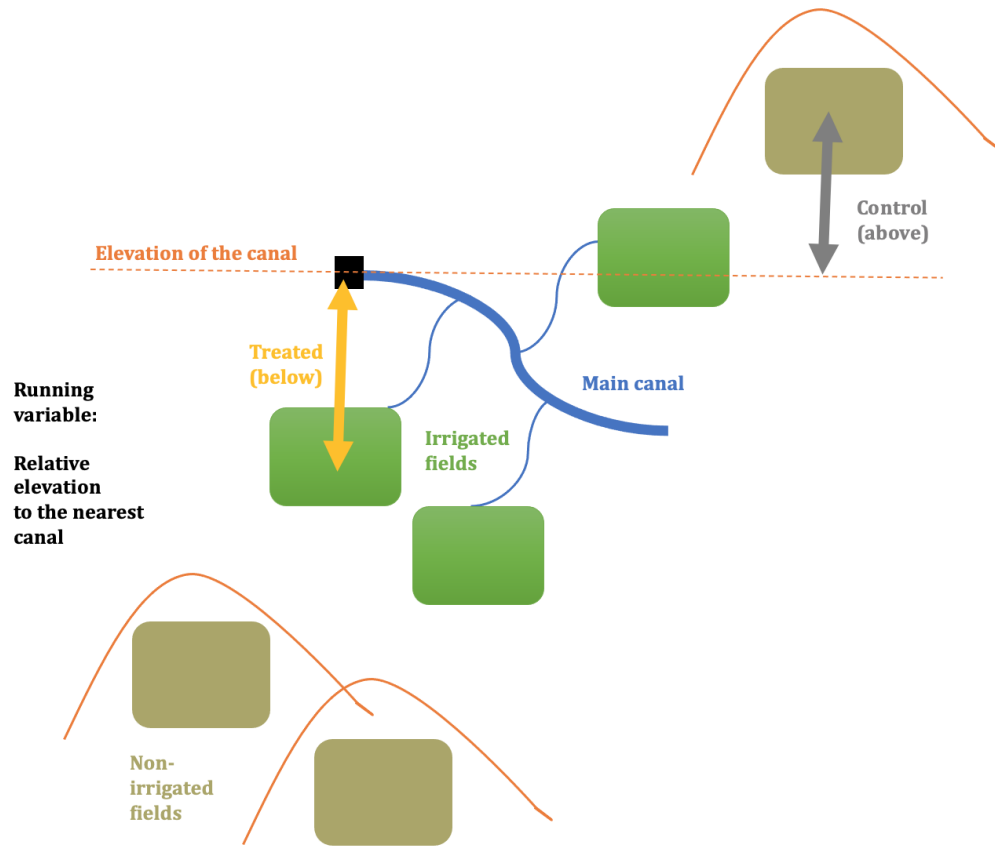 Control
(above)
Elevation of the canal
Treated
(below)
Main canal
Running
variable:
Relative
elevation
to the nearest
canal
Irrigated
fields
Non-
irrigated
fields